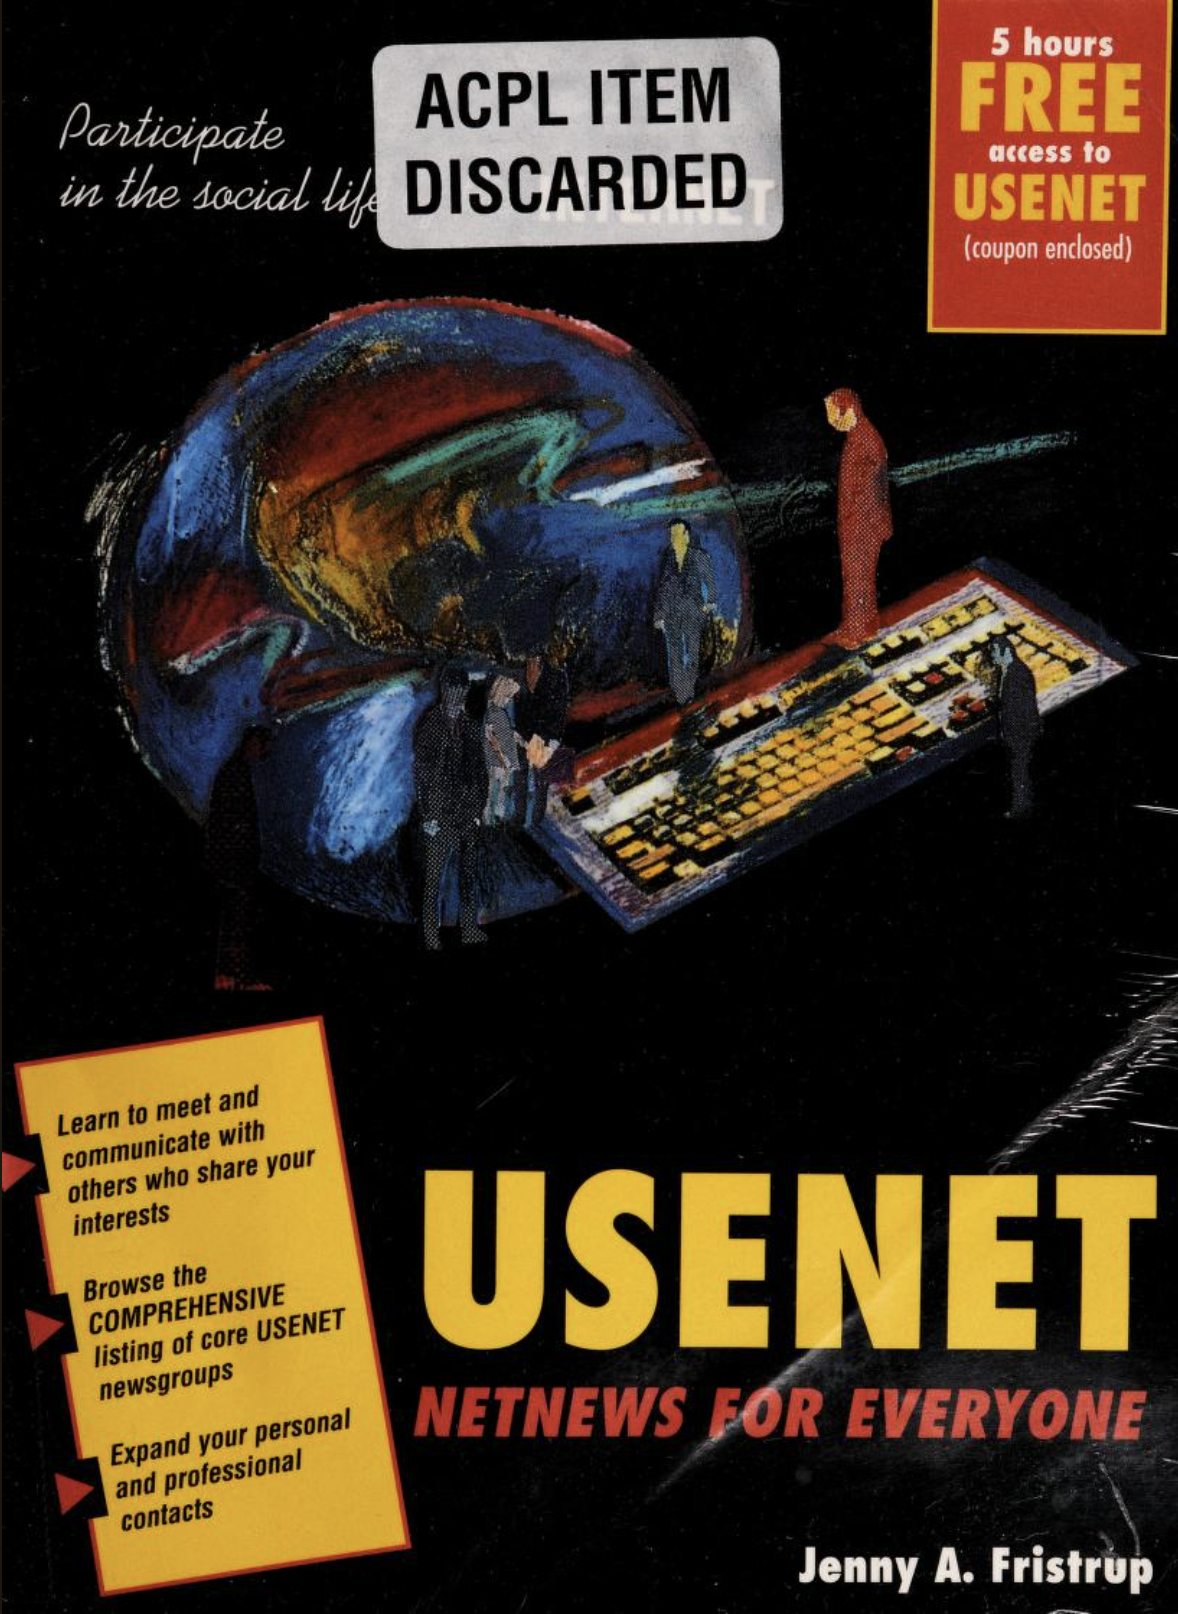 Participate
in the social life
ACPL ITEM
DISCARDED
5 hours
FREE
access to
USENET
(coupon enclosed)
Learn to meet and
communicate with
others who share your
interests
Browse the
COMPREHENSIVE
listing of core USENET
newsgroups
Expand your personal
and professional
contacts
USENET
NETNEWS FOR EVERYONE
Jenny A. Fristrup